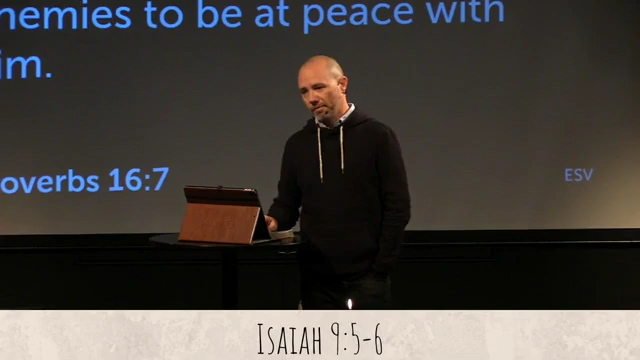 nemies to be at peace with
im.
overbs 16:7
ESV
Isaiah 9:5-6